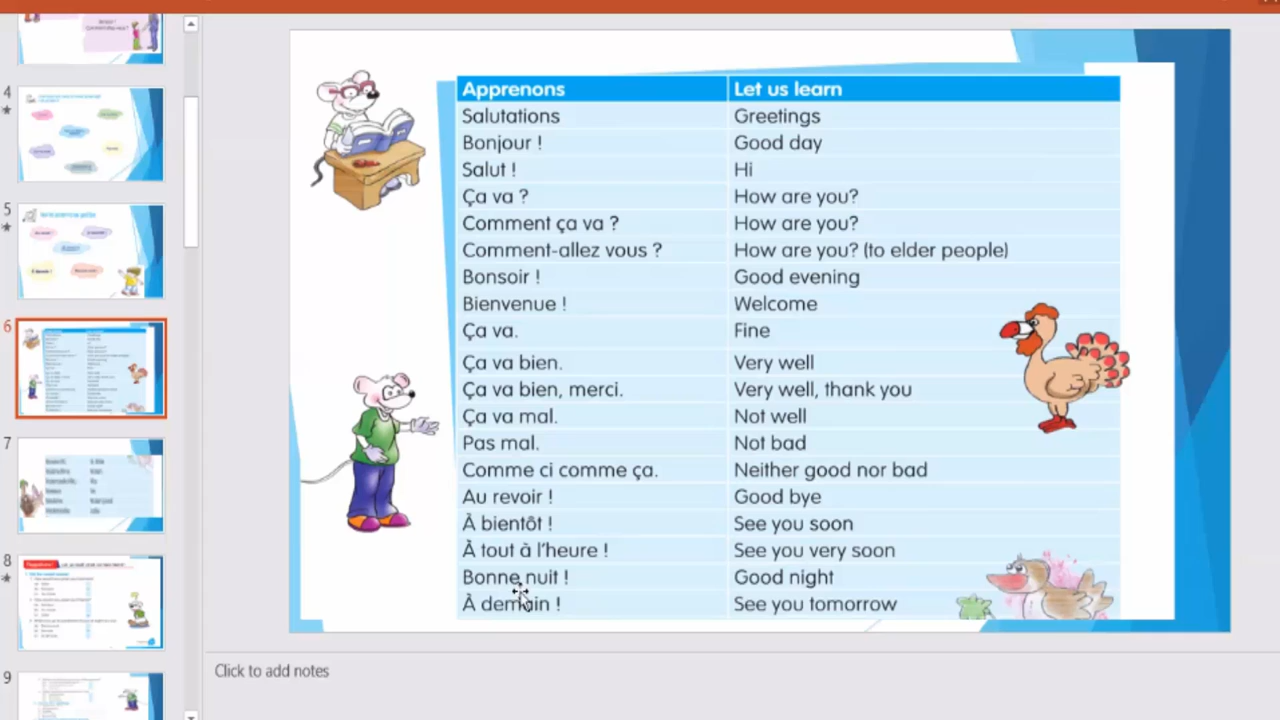 4
5
6
7
8
9
Apprenons Let us learn
Salutations Greetings
Bonjour ! Good day
Salut ! Hi
Ça va ? How are you?
Comment ça va ? How are you?
Comment-allez vous ? How are you? (to elder people)
Bonsoir ! Good evening
Bienvenue ! Welcome
Ça va. Fine
Ça va bien. Very well
Ça va bien, merci. Very well, thank you
Ça va mal. Not well
Pas mal. Not bad
Comme ci comme ça. Neither good nor bad
Au revoir ! Good bye
À bientôt ! See you soon
À tout à l'heure ! See you very soon
Bonne nuit ! Good night
À demain ! See you tomorrow
Click to add notes